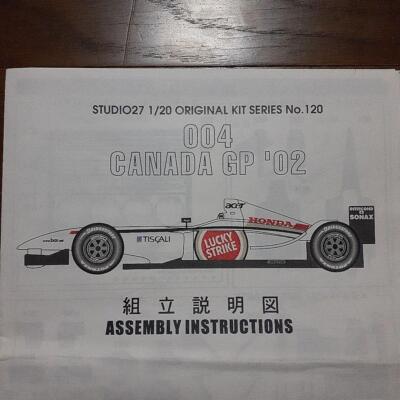 STUDIO27 1/20 ORIGINAL KIT SERIES No.120
004
CANADA GP '02
acer
HONDA
SONAX
TISCALI
LUCKY
STRIKE
組立説明図
ASSEMBLY INSTRUCTIONS